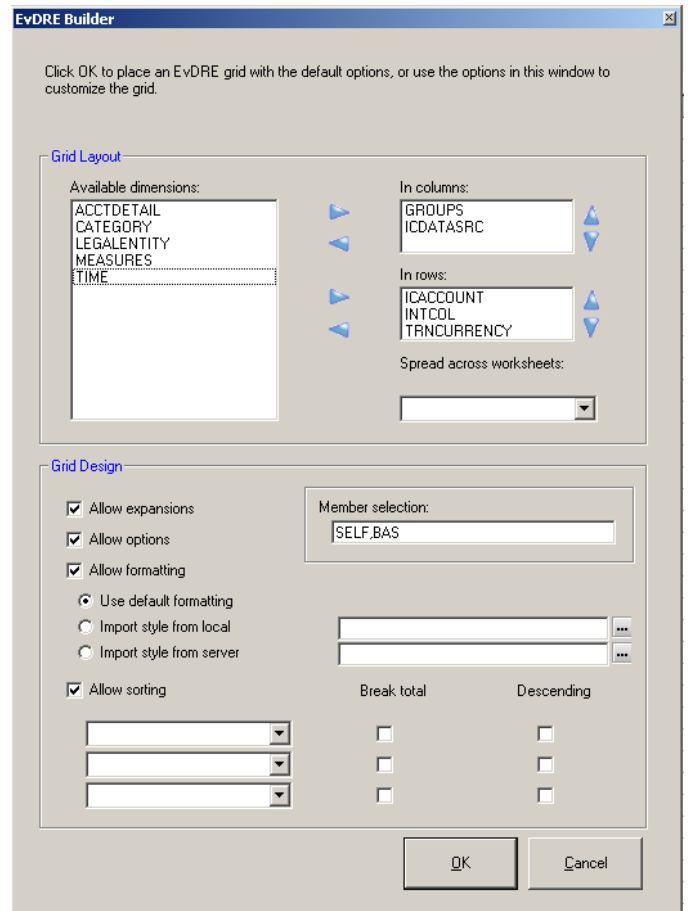 EvDRE Builder
Click OK to place an EvDRE grid with the default options, or use the options in this window to
customize the grid.
Grid Layout
Available dimensions:
ACCTDETAIL
CATEGORY
LEGALENTITY
MEASURES
TIME
In columns:
GROUPS
ICDATASRC
In rows:
ICACCOUNT
INTCOL
TRNCURRENCY
Spread across worksheets:
Grid Design
Allow expansions
Allow options
Allow formatting
Use default formatting
Import style from local
Import style from server
Member selection:
SELF,BAS
...
...
Allow sorting
Break total
Descending
OK
Cancel